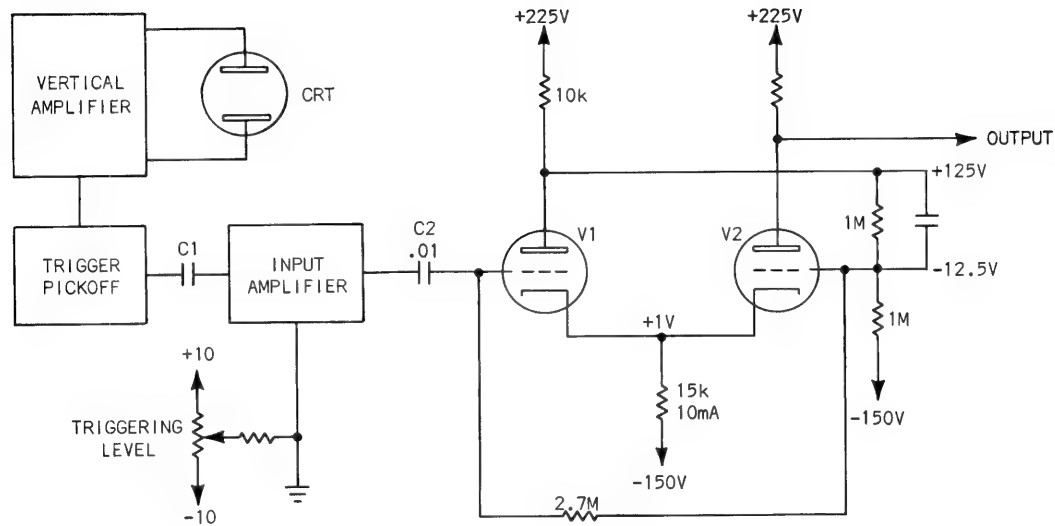 VERTICAL
AMPLIFIER
CRT
+225V
10k
+225V
OUTPUT
+125V
1M
-12.5V
1M
-150V
TRIGGER
PICKOFF
C1
INPUT
AMPLIFIER
C2
.01
V1
V2
+1V
15k
10mA
-150V
+10
TRIGGERING
LEVEL
-10
2.7M